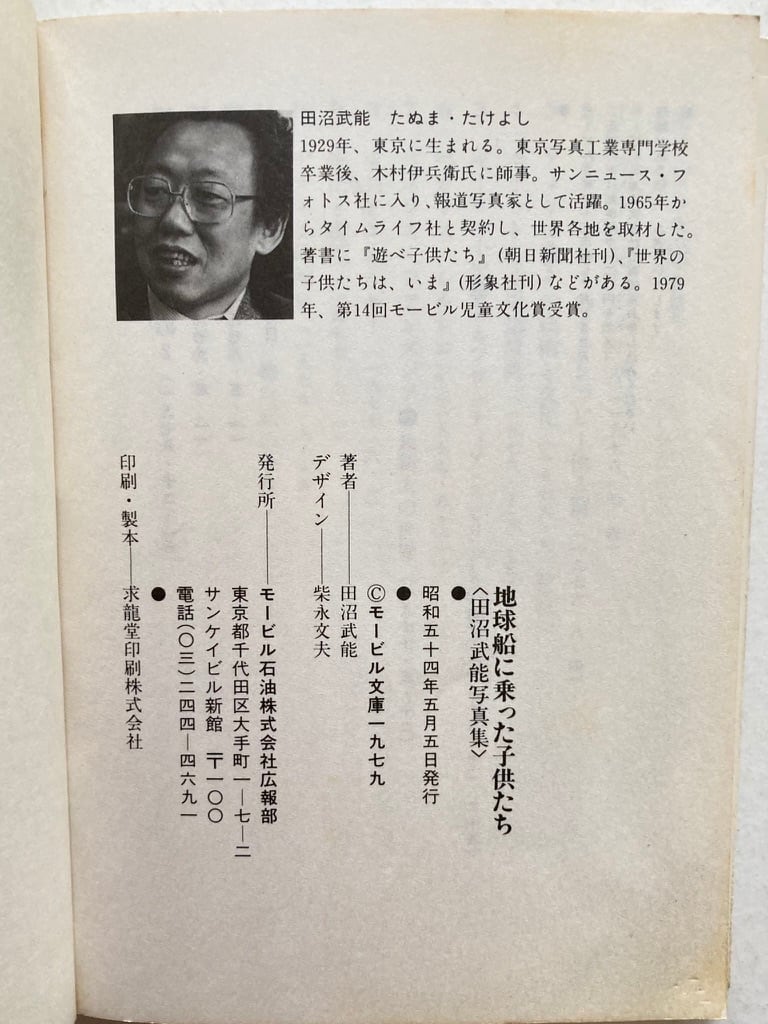 田沼武能　たぬま・たけよし
1929年、東京に生まれる。東京写真工業専門学校
卒業後、木村伊兵衛氏に師事。サンニュース・フ
ォトス社に入り、報道写真家として活躍。1965年か
らタイムライフ社と契約し、世界各地を取材した。
著書に『遊べ子供たち』(朝日新聞社刊)、『世界の
子供たちは、いま』(形象社刊)などがある。1979
年、第14回モービル児童文化賞受賞。
地球船に乗った子供たち
〈田沼武能写真集〉
●
昭和五十四年五月五日発行
●
Ⓒモービル文庫一九七九
著者――田沼武能
デザイン――柴永文夫
発行所――モービル石油株式会社広報部
東京都千代田区大手町一―七―二
サンケイビル新館　〒一〇〇
電話(〇三)二四四―四六九一
●
印刷・製本――求龍堂印刷株式会社